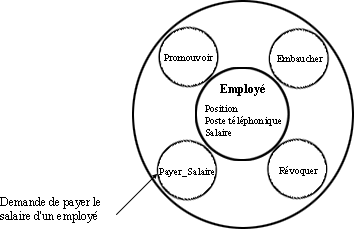 Promouvoir
Embaucher
Employé
Position
Poste téléphonique
Salaire
Payer_Salaire
Révoquer
Demande de payer le
salaire d'un employé